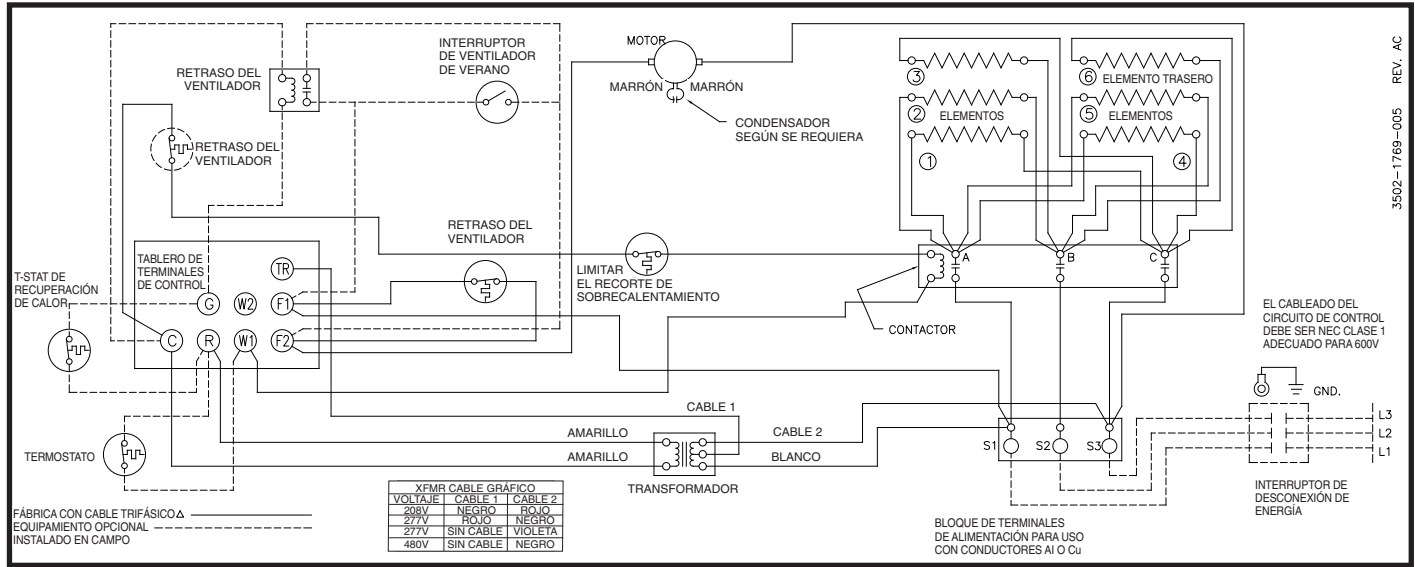 INTERRUPTOR
DE VENTILADOR
DE VERANO
MOTOR
RETRASO DEL
VENTILADOR
MARRÓN
MARRÓN
CONDENSADOR
SEGÚN SE REQUIERA
3
2
1
ELEMENTOS
6
ELEMENTO TRASERO
5
ELEMENTOS
4
3502-1769-005 REV. AC
RETRASO DEL
VENTILADOR
RETRASO DEL
VENTILADOR
TABLERO DE
TERMINALES
DE CONTROL
TR
G
W2
F1
C
R
W1
F2
T-STAT DE
RECUPERACIÓN
DE CALOR
LIMITAR
EL RECORTE DE
SOBRECALENTAMIENTO
A
B
C
CONTACTOR
EL CABLEADO DEL
CIRCUITO DE CONTROL
DEBE SER NEC CLASE 1
ADECUADO PARA 600V
GND.
L3
L2
L1
CABLE 1
AMARILLO
CABLE 2
AMARILLO
BLANCO
TRANSFORMADOR
S1
S2
S3
TERMOSTATO
INTERRUPTOR DE
DESCONEXIÓN DE
ENERGÍA
XFMR CABLE GRÁFICO
VOLTAJE CABLE 1 CABLE 2
208V NEGRO ROJO
277V ROJO NEGRO
277V SIN CABLE VIOLETA
480V SIN CABLE NEGRO
FÁBRICA CON CABLE TRIFÁSICO Δ
EQUIPAMIENTO OPCIONAL
INSTALADO EN CAMPO
BLOQUE DE TERMINALES
DE ALIMENTACIÓN PARA USO
CON CONDUCTORES Al O Cu